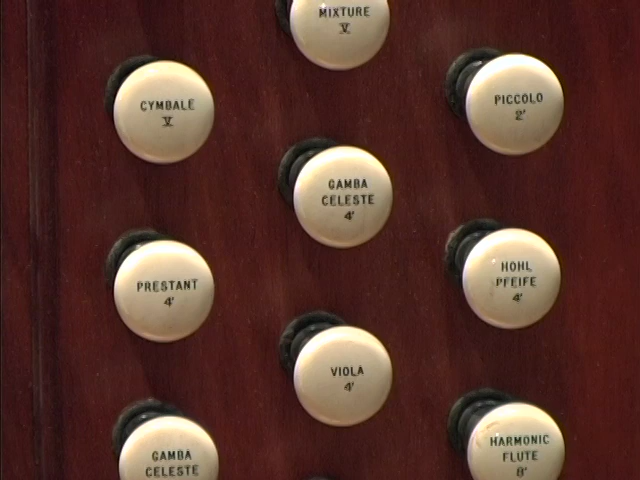 MIXTURE
V
CYMBALE
V
PICCOLO
2'
GAMBA
CELESTE
4'
PRESTANT
4'
HOHL
PFEIFE
4'
VIOLA
4'
GAMBA
CELESTE
HARMONIC
FLUTE
8'